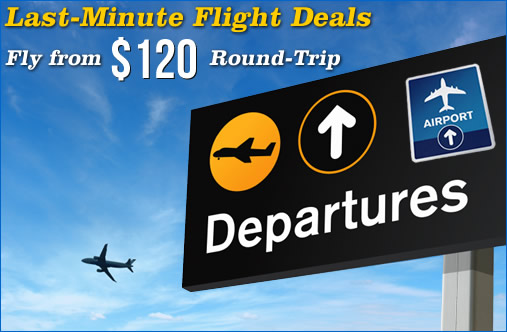 Last-Minute Flight Deals
Fly from $120 Round-Trip
AIRPORT
Departures